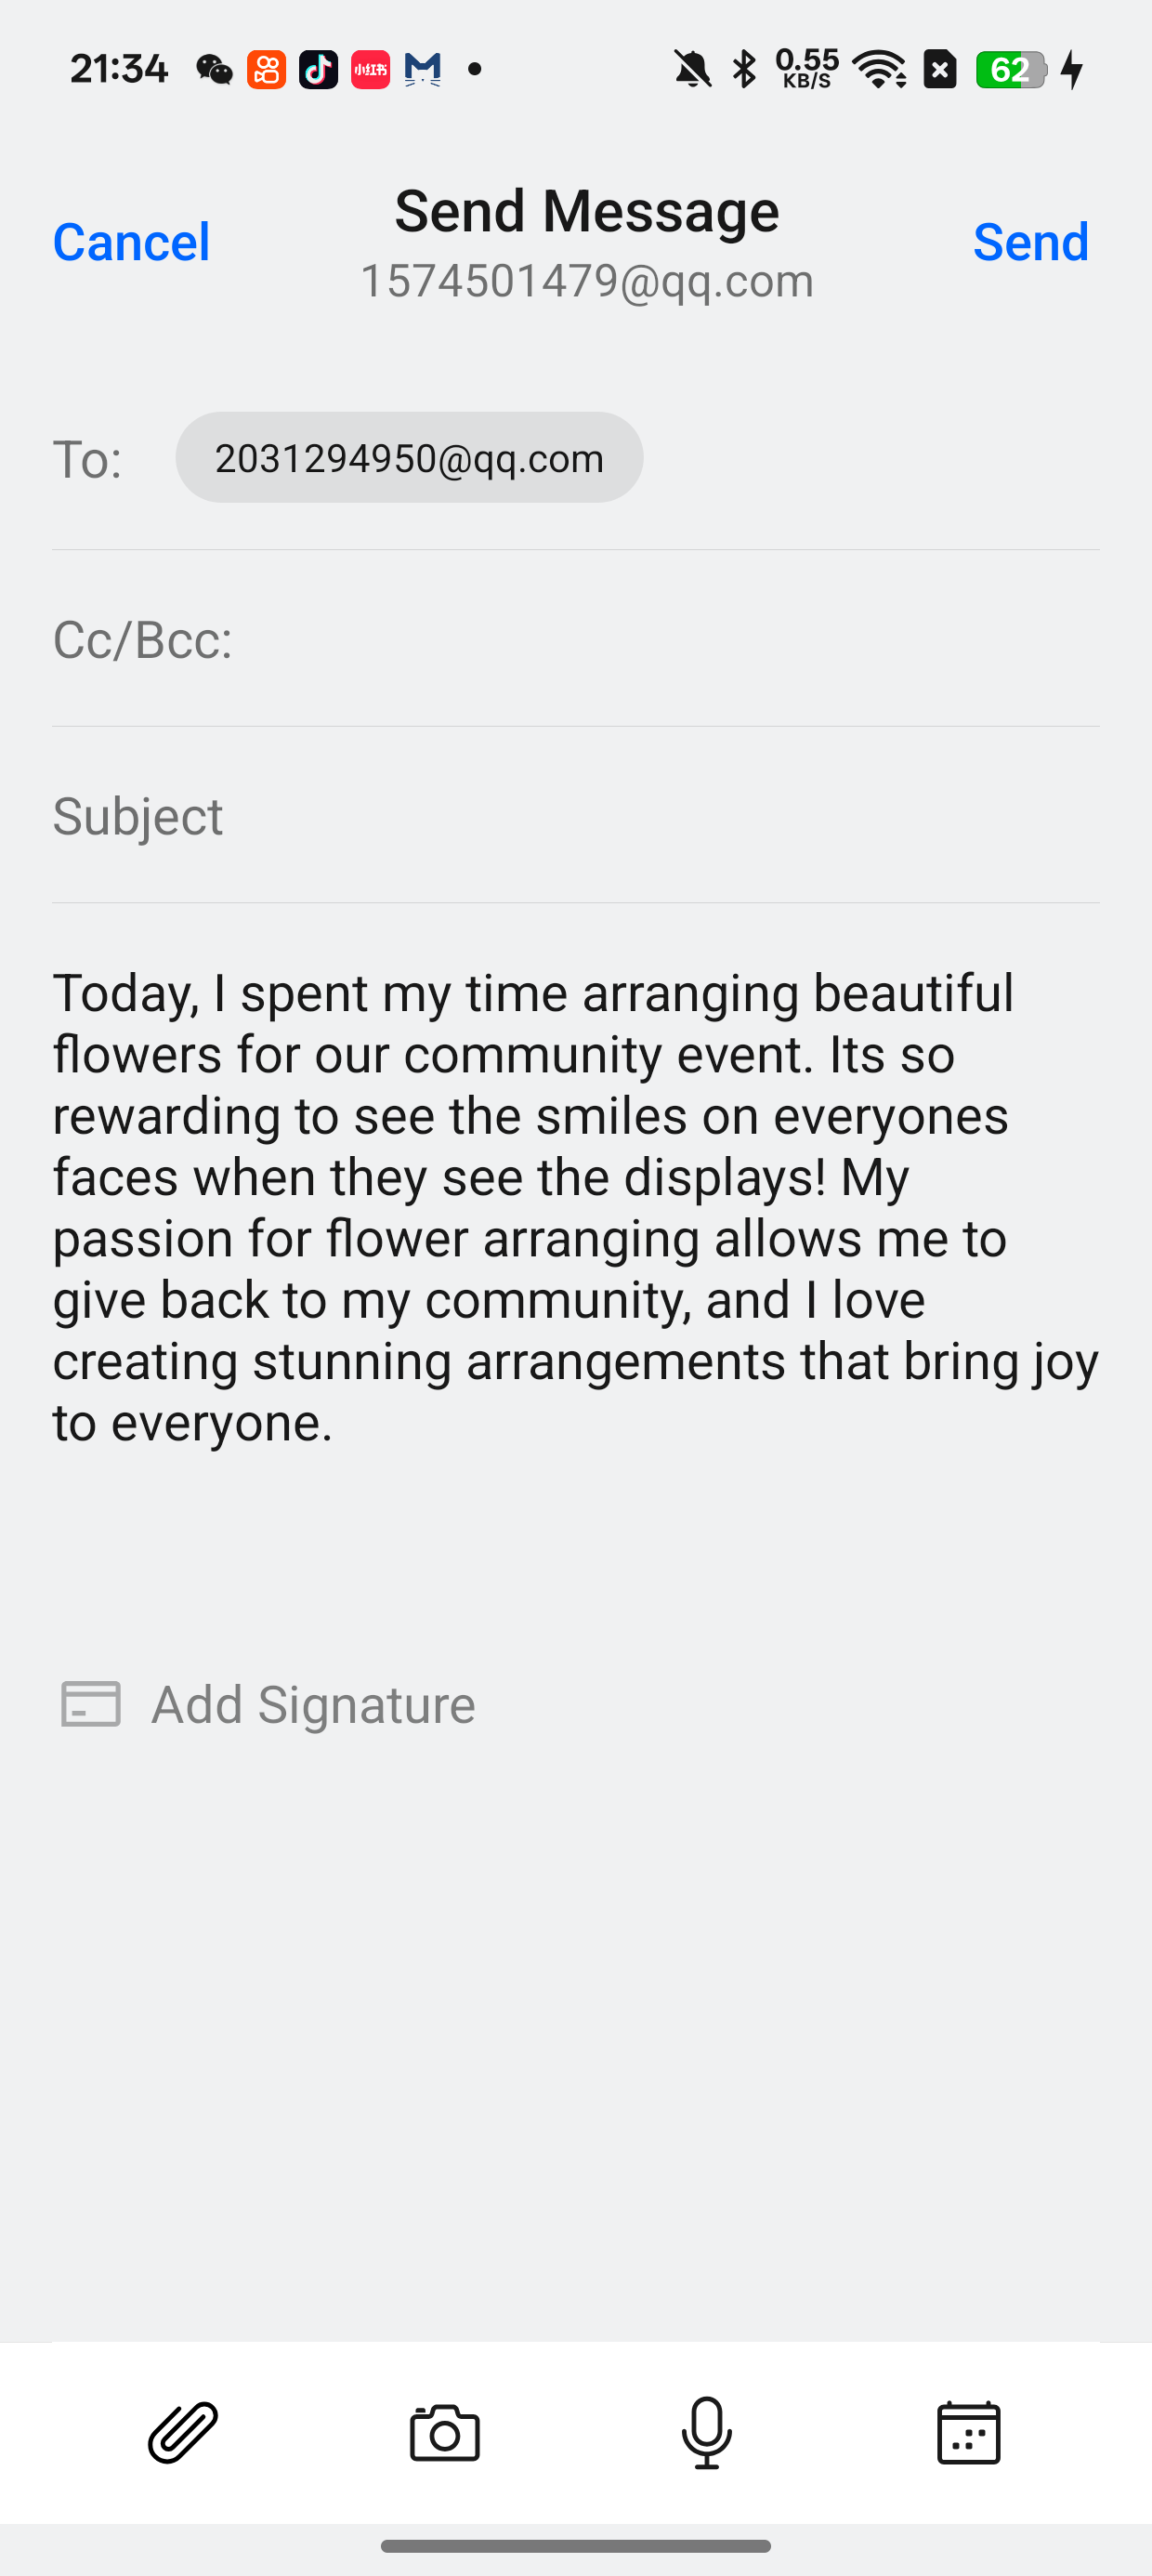 21:34
小红书
0.55
KB/S
62
Send Message
Cancel
Send
1574501479@qq.com
To:
2031294950@qq.com
Cc/Bcc:
Subject
Today, I spent my time arranging beautiful
flowers for our community event. Its so
rewarding to see the smiles on everyones
faces when they see the displays! My
passion for flower arranging allows me to
give back to my community, and I love
creating stunning arrangements that bring joy
to everyone.
Add Signature